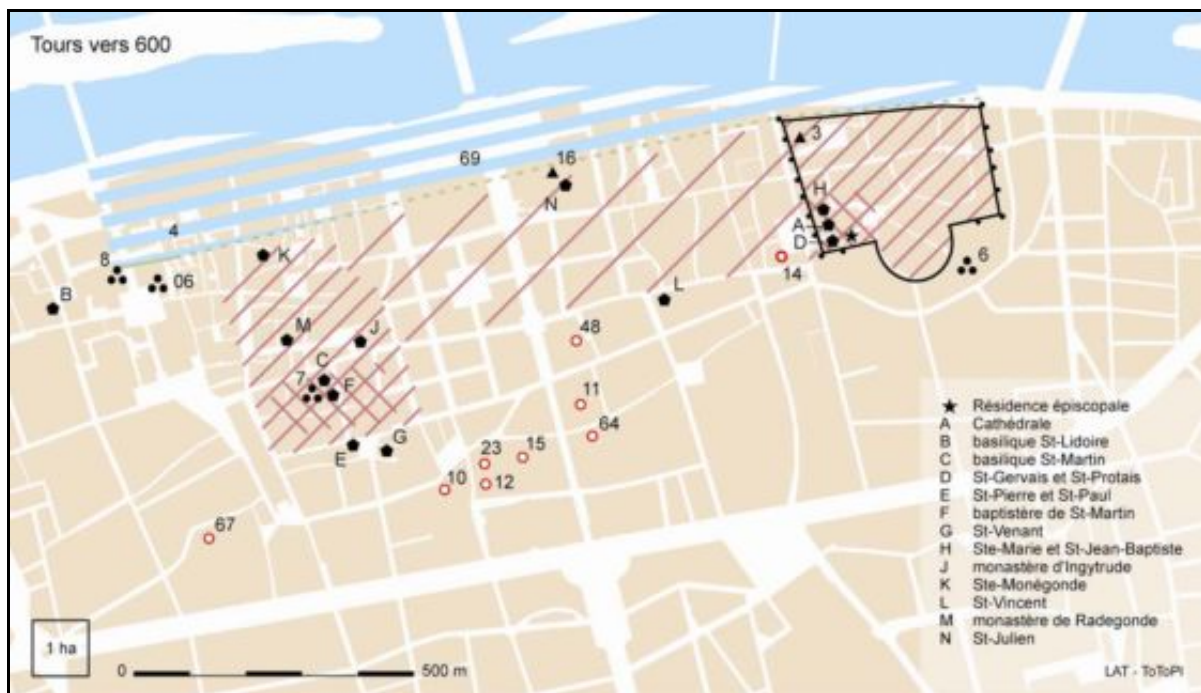 Tours vers 600
69
16
3
N
H
A
D
4
8
06
K
B
14
6
L
M
J
48
C
7
F
11
64
E
G
23
15
10
12
67
★ Résidence épiscopale
A Cathédrale
B basilique St-Lidoire
C basilique St-Martin
D St-Gervais et St-Protais
E St-Pierre et St-Paul
F baptistère de St-Martin
G St-Venant
H Ste-Marie et St-Jean-Baptiste
J monastère d'Ingytrude
K Ste-Monégonde
L St-Vincent
M monastère de Radegonde
N St-Julien
1 ha
0 500 m
LAT - ToToPI